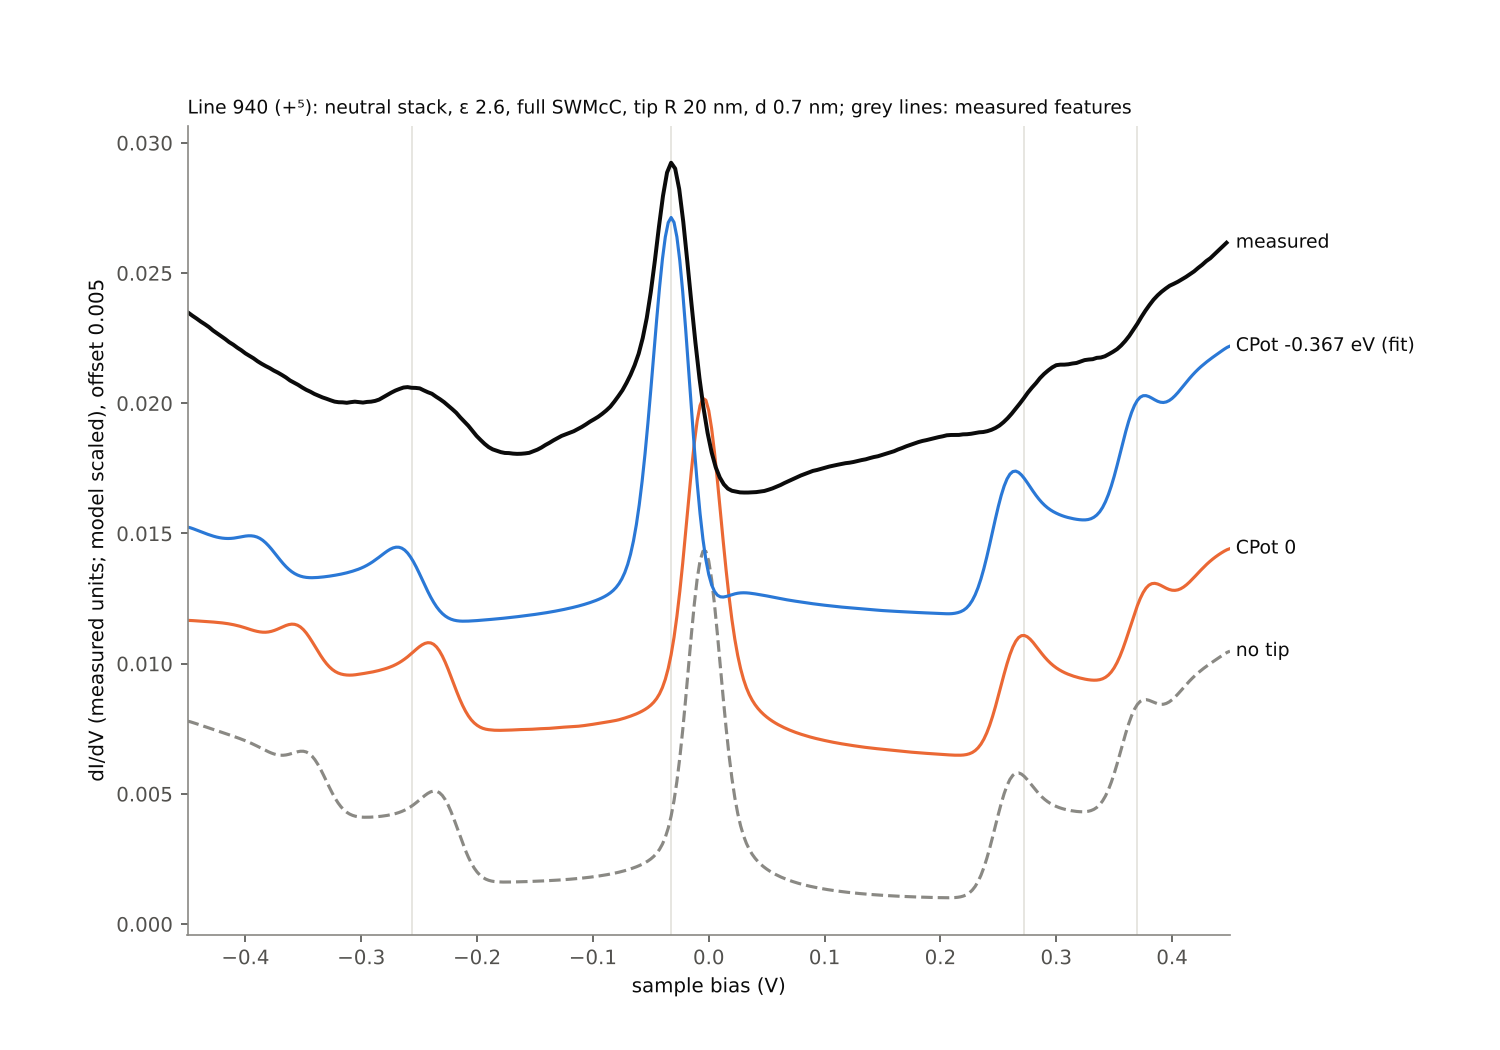 Line 940 (+⁵): neutral stack, ε 2.6, full SWMcC, tip R 20 nm, d 0.7 nm; grey lines: measured features
dI/dV (measured units; model scaled), offset 0.005
0.030
0.025
0.020
0.015
0.010
0.005
0.000
measured
CPot -0.367 eV (fit)
CPot 0
no tip
−0.4
−0.3
−0.2
−0.1
0.0
0.1
0.2
0.3
0.4
sample bias (V)